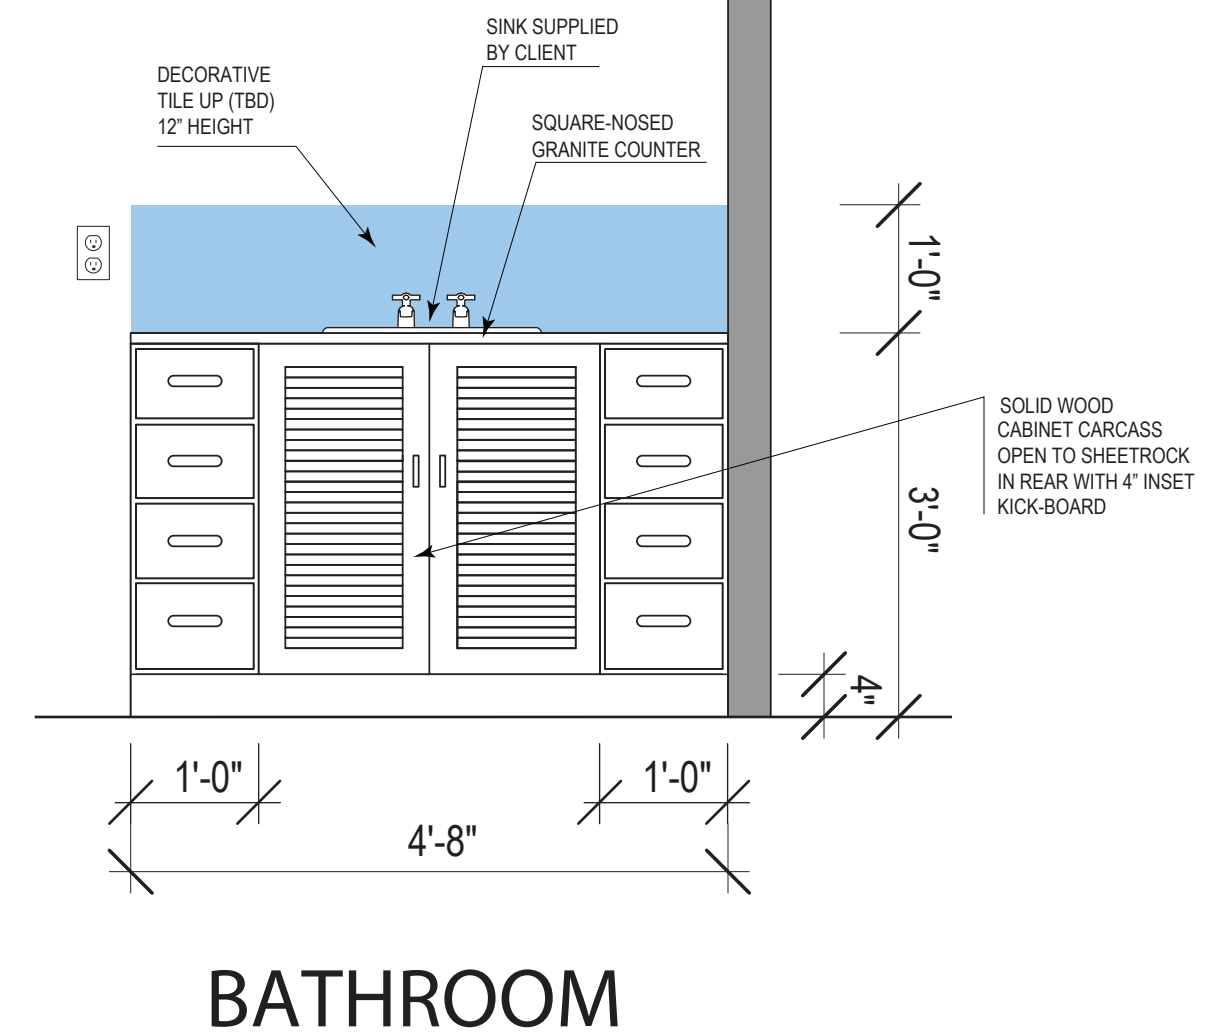 SINK SUPPLIED
BY CLIENT
DECORATIVE
TILE UP (TBD)
12” HEIGHT
SQUARE-NOSED
GRANITE COUNTER
1'-0"
SOLID WOOD
CABINET CARCASS
OPEN TO SHEETROCK
IN REAR WITH 4” INSET
KICK-BOARD
3'-0"
4"
1'-0"
1'-0"
4'-8"
BATHROOM